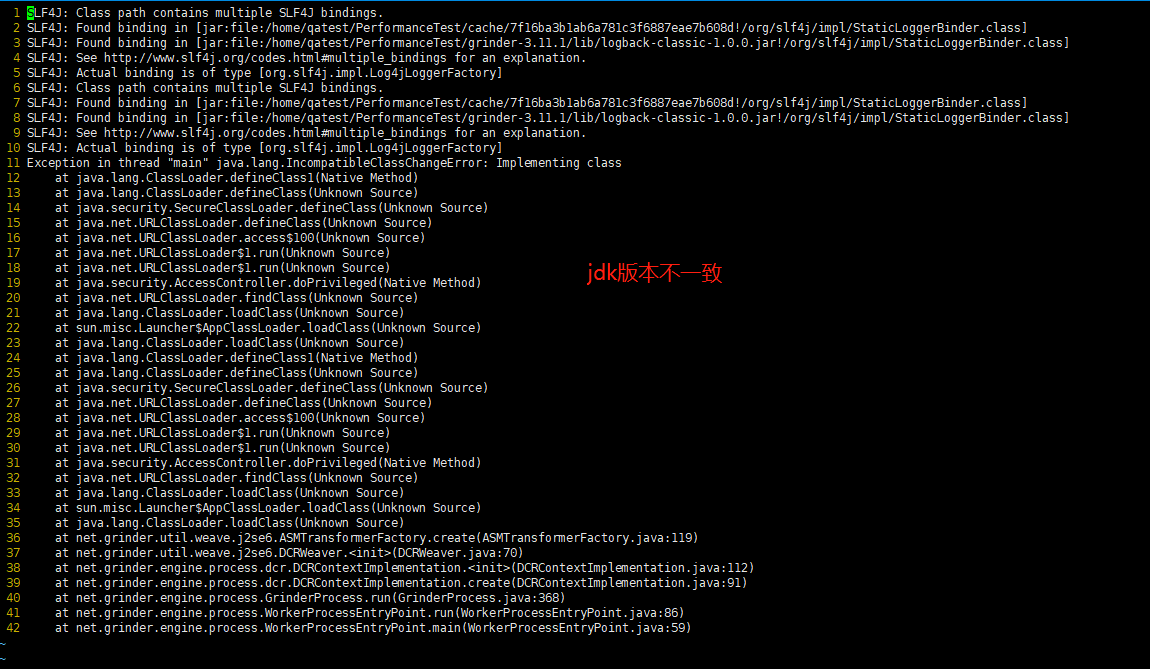 1 SLF4J: Class path contains multiple SLF4J bindings.
2 SLF4J: Found binding in [jar:file:/home/qatest/PerformanceTest/cache/7f16ba3b1ab6a781c3f6887eae7b608d!/org/slf4j/impl/StaticLoggerBinder.class]
3 SLF4J: Found binding in [jar:file:/home/qatest/PerformanceTest/grinder-3.11.1/lib/logback-classic-1.0.0.jar!/org/slf4j/impl/StaticLoggerBinder.class]
4 SLF4J: See http://www.slf4j.org/codes.html#multiple_bindings for an explanation.
5 SLF4J: Actual binding is of type [org.slf4j.impl.Log4jLoggerFactory]
6 SLF4J: Class path contains multiple SLF4J bindings.
7 SLF4J: Found binding in [jar:file:/home/qatest/PerformanceTest/cache/7f16ba3b1ab6a781c3f6887eae7b608d!/org/slf4j/impl/StaticLoggerBinder.class]
8 SLF4J: Found binding in [jar:file:/home/qatest/PerformanceTest/grinder-3.11.1/lib/logback-classic-1.0.0.jar!/org/slf4j/impl/StaticLoggerBinder.class]
9 SLF4J: See http://www.slf4j.org/codes.html#multiple_bindings for an explanation.
10 SLF4J: Actual binding is of type [org.slf4j.impl.Log4jLoggerFactory]
11 Exception in thread "main" java.lang.IncompatibleClassChangeError: Implementing class
12 at java.lang.ClassLoader.defineClass1(Native Method)
13 at java.lang.ClassLoader.defineClass(Unknown Source)
14 at java.security.SecureClassLoader.defineClass(Unknown Source)
15 at java.net.URLClassLoader.defineClass(Unknown Source)
16 at java.net.URLClassLoader.access$100(Unknown Source)
17 at java.net.URLClassLoader$1.run(Unknown Source)
18 at java.net.URLClassLoader$1.run(Unknown Source)
jdk版本不一致
19 at java.security.AccessController.doPrivileged(Native Method)
20 at java.net.URLClassLoader.findClass(Unknown Source)
21 at java.lang.ClassLoader.loadClass(Unknown Source)
22 at sun.misc.Launcher$AppClassLoader.loadClass(Unknown Source)
23 at java.lang.ClassLoader.loadClass(Unknown Source)
24 at java.lang.ClassLoader.defineClass1(Native Method)
25 at java.lang.ClassLoader.defineClass(Unknown Source)
26 at java.security.SecureClassLoader.defineClass(Unknown Source)
27 at java.net.URLClassLoader.defineClass(Unknown Source)
28 at java.net.URLClassLoader.access$100(Unknown Source)
29 at java.net.URLClassLoader$1.run(Unknown Source)
30 at java.net.URLClassLoader$1.run(Unknown Source)
31 at java.security.AccessController.doPrivileged(Native Method)
32 at java.net.URLClassLoader.findClass(Unknown Source)
33 at java.lang.ClassLoader.loadClass(Unknown Source)
34 at sun.misc.Launcher$AppClassLoader.loadClass(Unknown Source)
35 at java.lang.ClassLoader.loadClass(Unknown Source)
36 at net.grinder.util.weave.j2se6.ASMTransformerFactory.create(ASMTransformerFactory.java:119)
37 at net.grinder.util.weave.j2se6.DCRWeaver.<init>(DCRWeaver.java:70)
38 at net.grinder.engine.process.dcr.DCRContextImplementation.<init>(DCRContextImplementation.java:112)
39 at net.grinder.engine.process.dcr.DCRContextImplementation.create(DCRContextImplementation.java:91)
40 at net.grinder.engine.process.GrinderProcess.run(GrinderProcess.java:368)
41 at net.grinder.engine.process.WorkerProcessEntryPoint.run(WorkerProcessEntryPoint.java:86)
42 at net.grinder.engine.process.WorkerProcessEntryPoint.main(WorkerProcessEntryPoint.java:59)
~
~